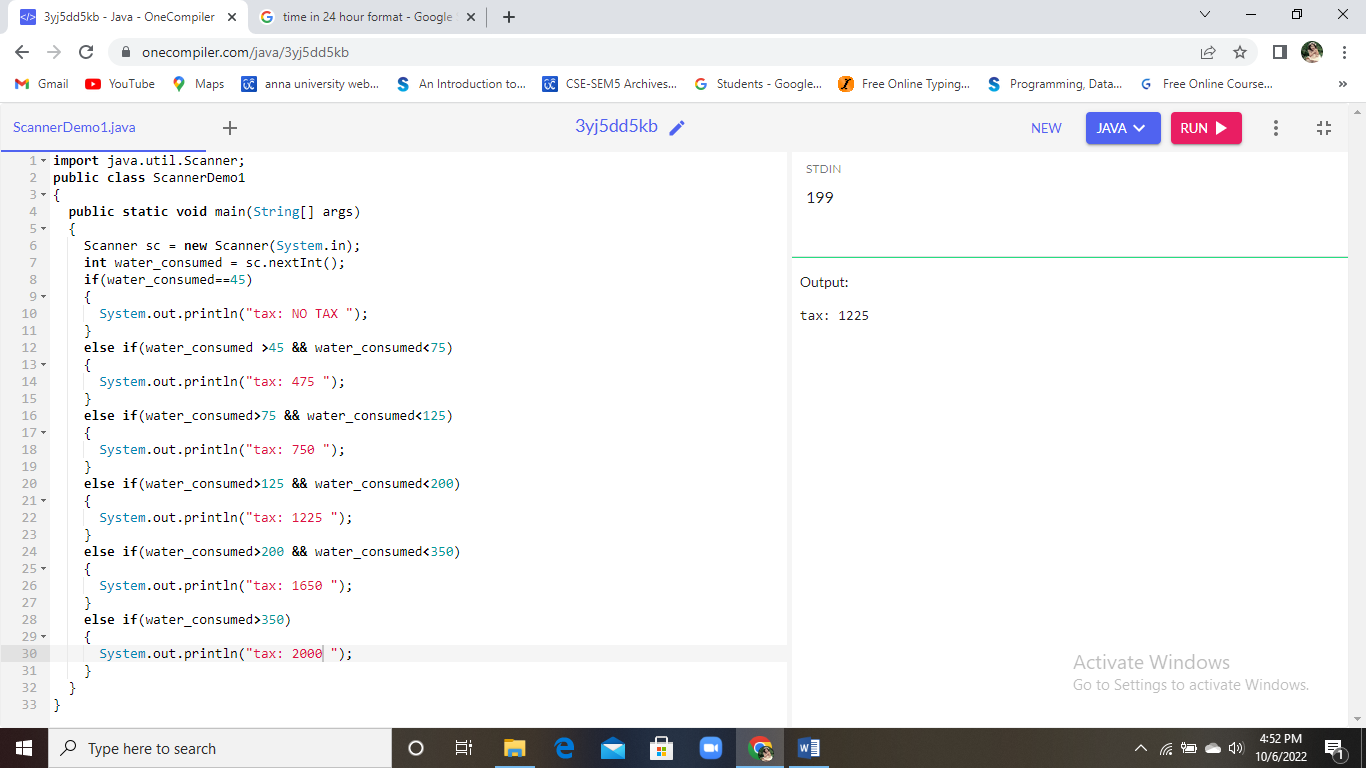 3yj5dd5kb - Java - OneCompiler
time in 24 hour format - Google
onecompiler.com/java/3yj5dd5kb
Gmail YouTube Maps anna university web... An Introduction to... CSE-SEM5 Archives... Students - Google... Free Online Typing... Programming, Data... Free Online Course...
ScannerDemo1.java
3yj5dd5kb
NEW JAVA RUN
1 import java.util.Scanner;
2 public class ScannerDemo1
3 {
4 public static void main(String[] args)
5 {
6 Scanner sc = new Scanner(System.in);
7 int water_consumed = sc.nextInt();
8 if(water_consumed==45)
9 {
10 System.out.println("tax: NO TAX ");
11 }
12 else if(water_consumed >45 && water_consumed<75)
13 {
14 System.out.println("tax: 475 ");
15 }
16 else if(water_consumed>75 && water_consumed<125)
17 {
18 System.out.println("tax: 750 ");
19 }
20 else if(water_consumed>125 && water_consumed<200)
21 {
22 System.out.println("tax: 1225 ");
23 }
24 else if(water_consumed>200 && water_consumed<350)
25 {
26 System.out.println("tax: 1650 ");
27 }
28 else if(water_consumed>350)
29 {
30 System.out.println("tax: 2000 ");
31 }
32 }
33 }
STDIN
199
Output:
tax: 1225
Activate Windows
Go to Settings to activate Windows.
Type here to search
4:52 PM
10/6/2022
1